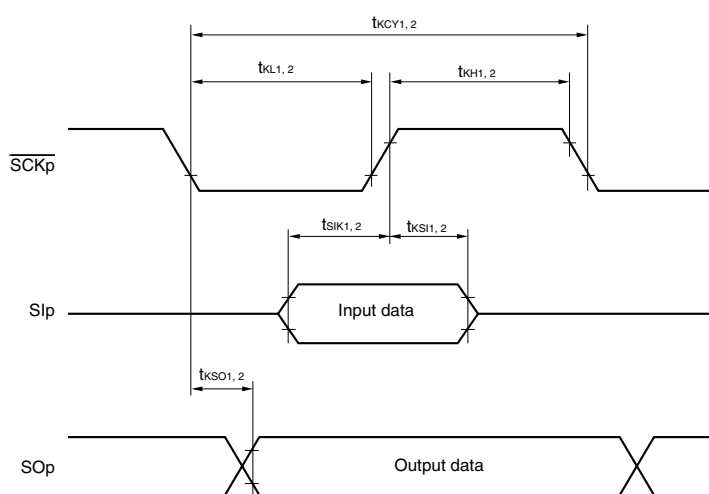 tKCY1, 2
tKL1, 2 tKH1, 2
SCKp
tSIK1, 2 tKSI1, 2
SIp Input data
tKSO1, 2
SOp Output data